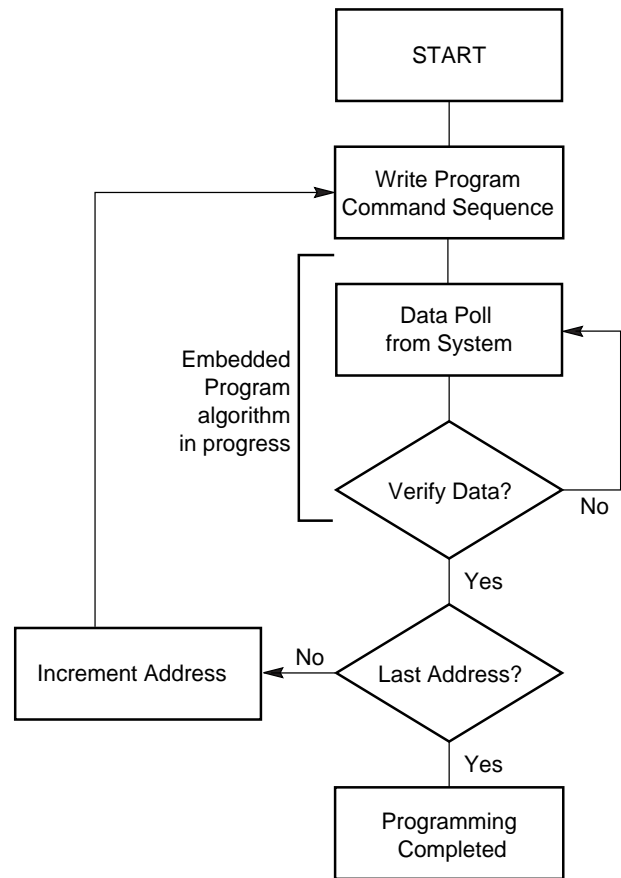 START
Write Program
Command Sequence
Data Poll
from System
Embedded
Program
algorithm
in progress
Verify Data?
No
Yes
No
Increment Address
Last Address?
Yes
Programming
Completed